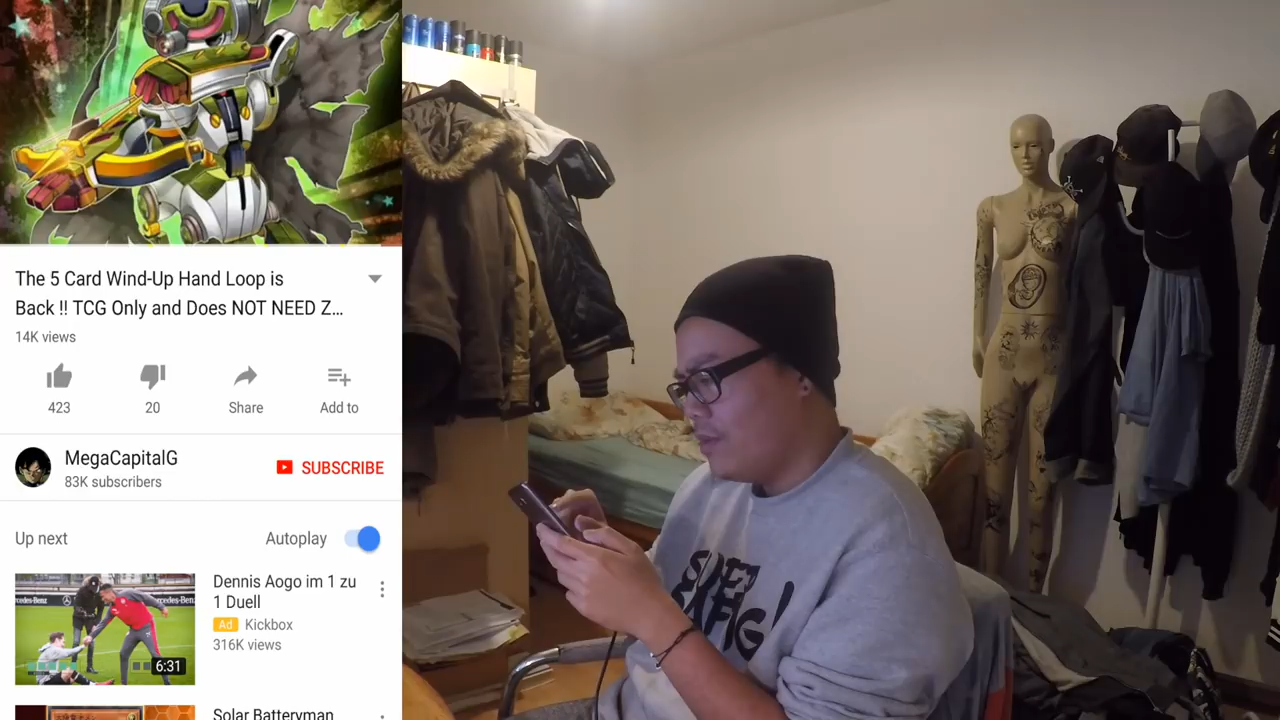 The 5 Card Wind-Up Hand Loop is
Back !! TCG Only and Does NOT NEED Z...
14K views
423
20
Share
Add to
MegaCapitalG
83K subscribers
SUBSCRIBE
Up next
Autoplay
Dennis Aogo im 1 zu
1 Duell
Ad Kickbox
316K views
6:31
Solar Batteryman